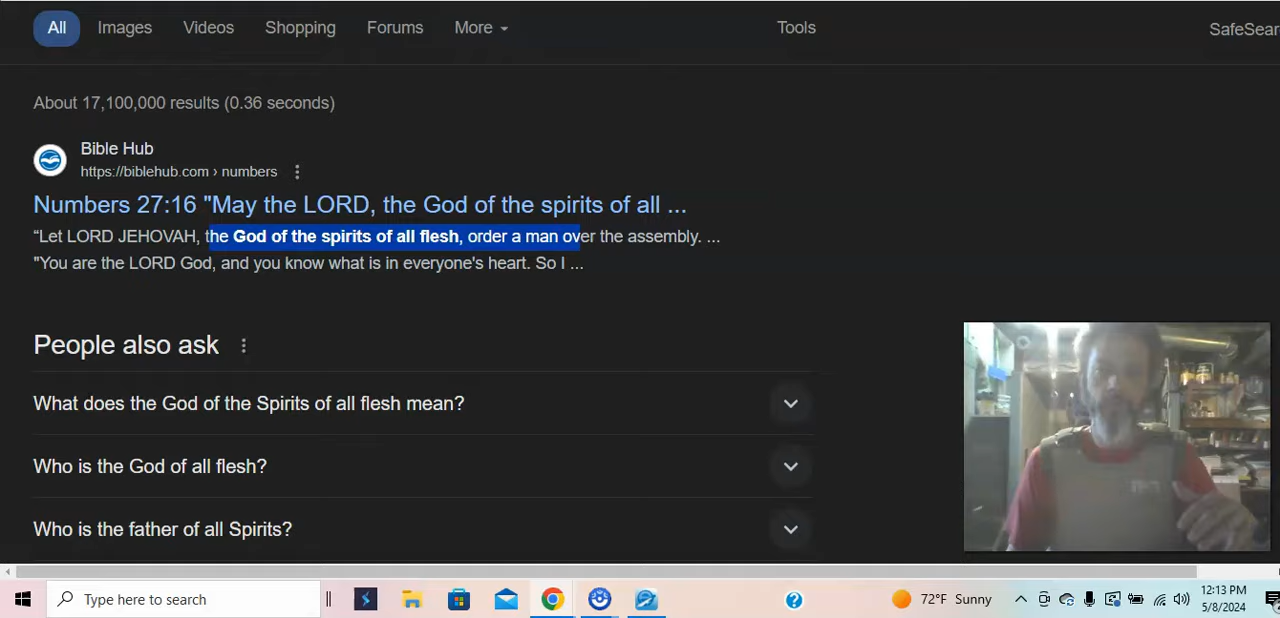 All Images Videos Shopping Forums More Tools SafeSear
About 17,100,000 results (0.36 seconds)
Bible Hub
https://biblehub.com › numbers
Numbers 27:16 "May the LORD, the God of the spirits of all ...
“Let LORD JEHOVAH, the God of the spirits of all flesh, order a man over the assembly. ...
"You are the LORD God, and you know what is in everyone's heart. So I ...
People also ask
What does the God of the Spirits of all flesh mean?
Who is the God of all flesh?
Who is the father of all Spirits?
Type here to search 72°F Sunny 12:13 PM
5/8/2024